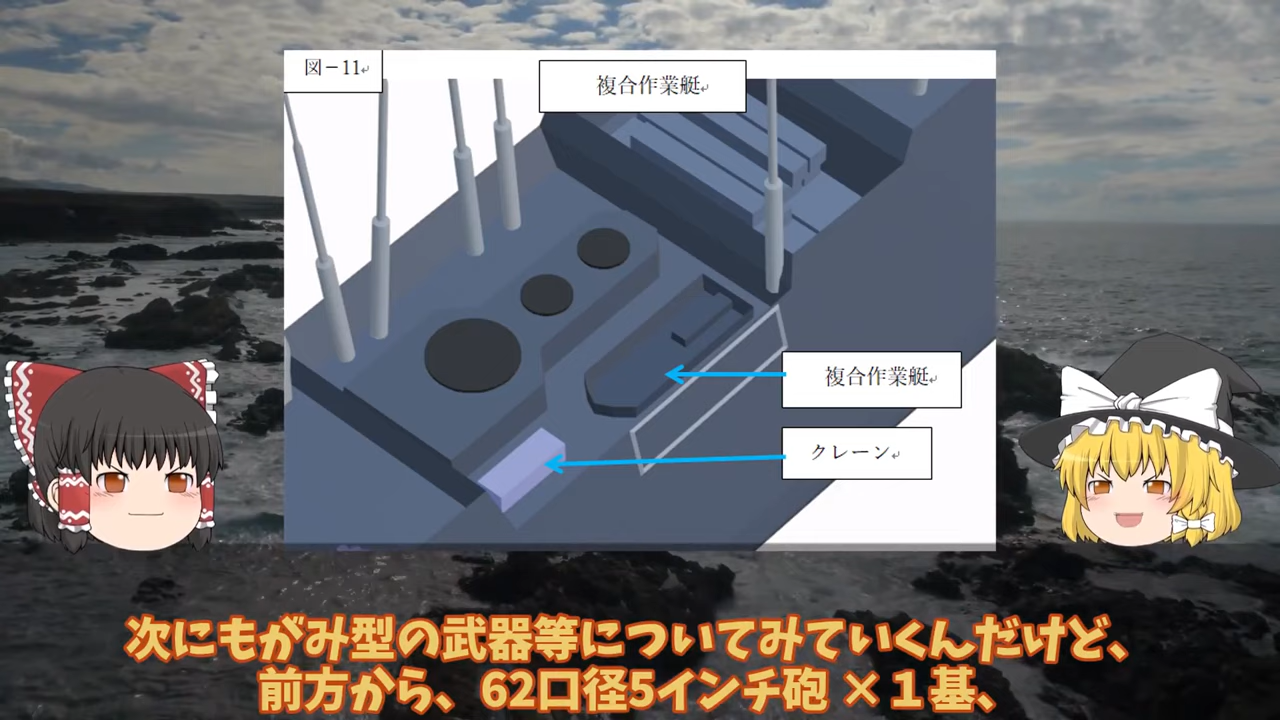 図－11
複合作業艇
複合作業艇
クレーン
次にもがみ型の武器等についてみていくんだけど、
前方から、62口径5インチ砲 ×１基、